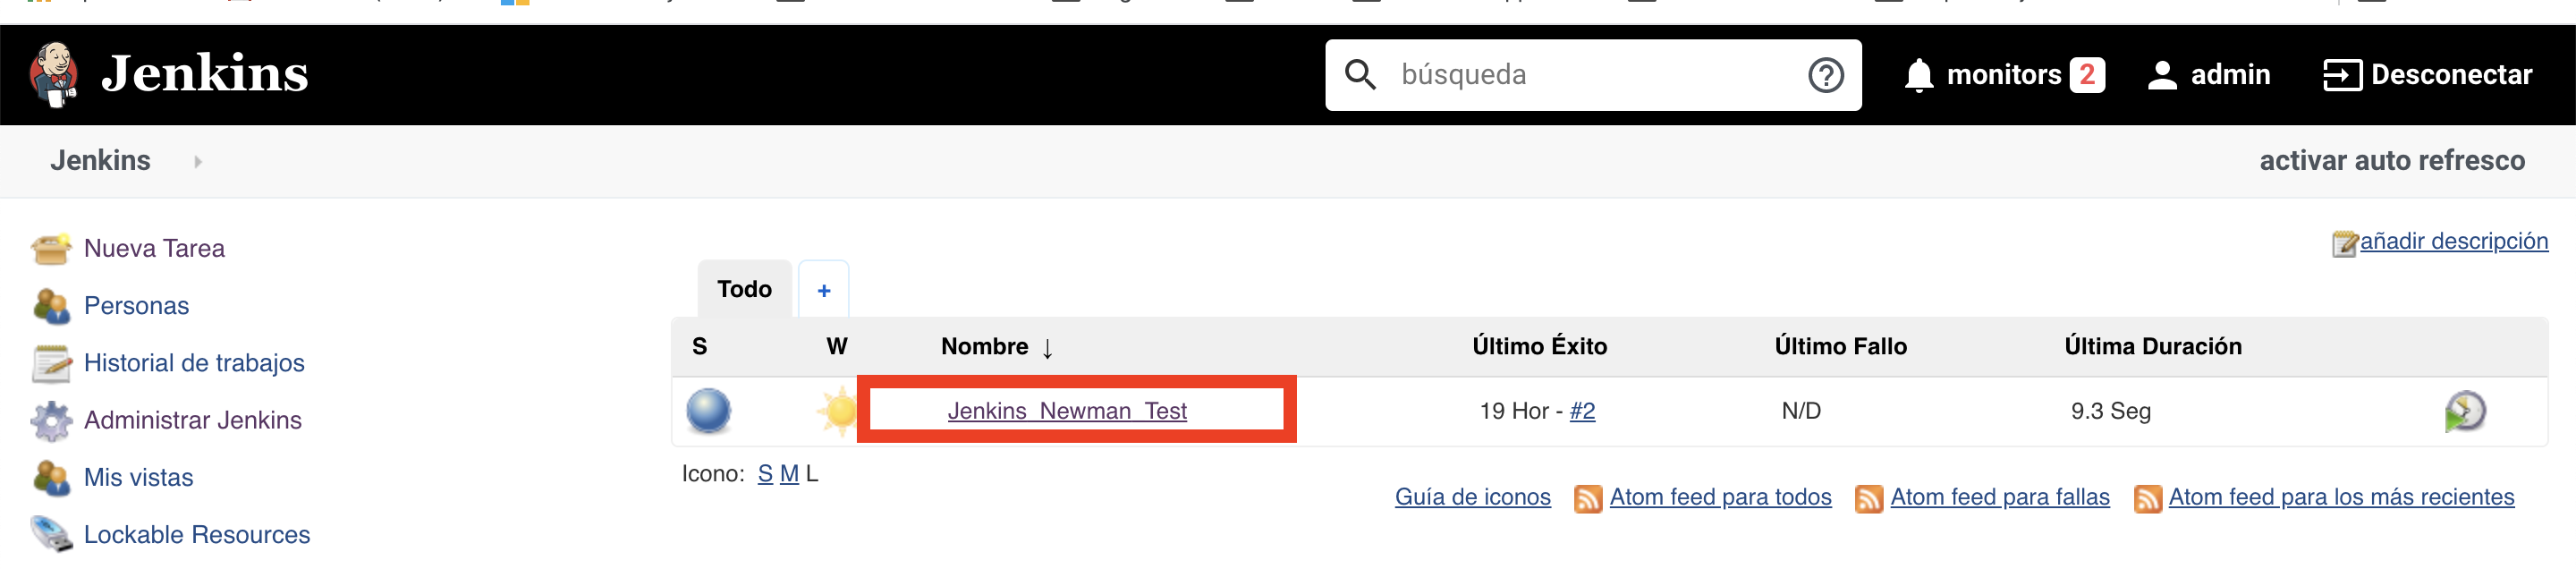 Jenkins
búsqueda
monitors 2
admin
Desconectar
Jenkins
activar auto refresco
Nueva Tarea
Personas
Historial de trabajos
Administrar Jenkins
Mis vistas
Lockable Resources
añadir descripción
Todo +
S W Nombre ↓ Último Éxito Último Fallo Última Duración
Jenkins_Newman_Test 19 Hor - #2 N/D 9.3 Seg
Icono: S M L
Guía de iconos Atom feed para todos Atom feed para fallas Atom feed para los más recientes